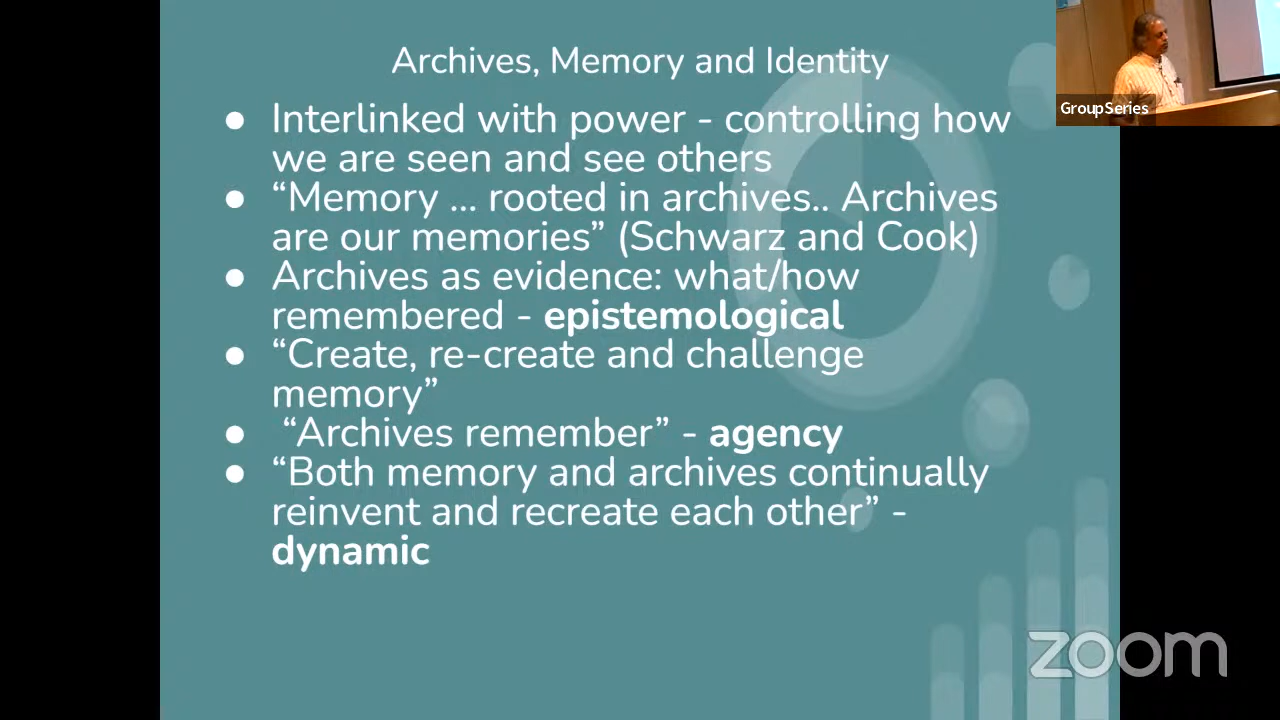 Archives, Memory and Identity
● Interlinked with power - controlling how
we are seen and see others
● “Memory ... rooted in archives.. Archives
are our memories” (Schwarz and Cook)
● Archives as evidence: what/how
remembered - epistemological
● “Create, re-create and challenge
memory”
● “Archives remember” - agency
● “Both memory and archives continually
reinvent and recreate each other” -
dynamic
GroupSeries
zoom